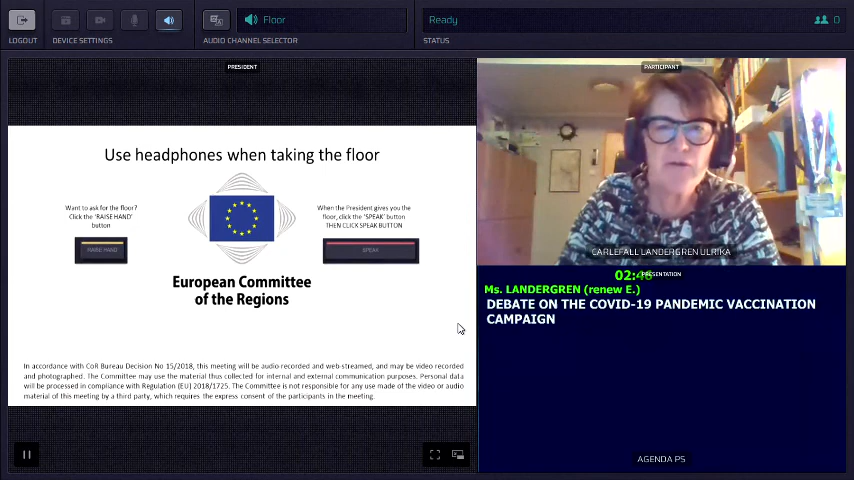 LOGOUT
DEVICE SETTINGS
AUDIO CHANNEL SELECTOR
Floor
Ready
STATUS
0
PRESIDENT
Use headphones when taking the floor
Want to ask for the floor?
Click the 'RAISE HAND'
button
RAISE HAND
When the President gives you the
floor, click the 'SPEAK' button
THEN CLICK SPEAK BUTTON
SPEAK
European Committee
of the Regions
In accordance with CoR Bureau Decision No 15/2018, this meeting will be audio recorded and web-streamed, and may be video recorded
and photographed. The Committee may use the material thus collected for internal and external communication purposes. Personal data
will be processed in compliance with Regulation (EU) 2018/1725. The Committee is not responsible for any use made of the video or audio
material of this meeting by a third party, which requires the express consent of the participants in the meeting.
PARTICIPANT
CARLEFALL LANDERGREN ULRIKA
PRESENTATION
Ms. LANDERGREN (renew E.)
DEBATE ON THE COVID-19 PANDEMIC VACCINATION
CAMPAIGN
AGENDA PS